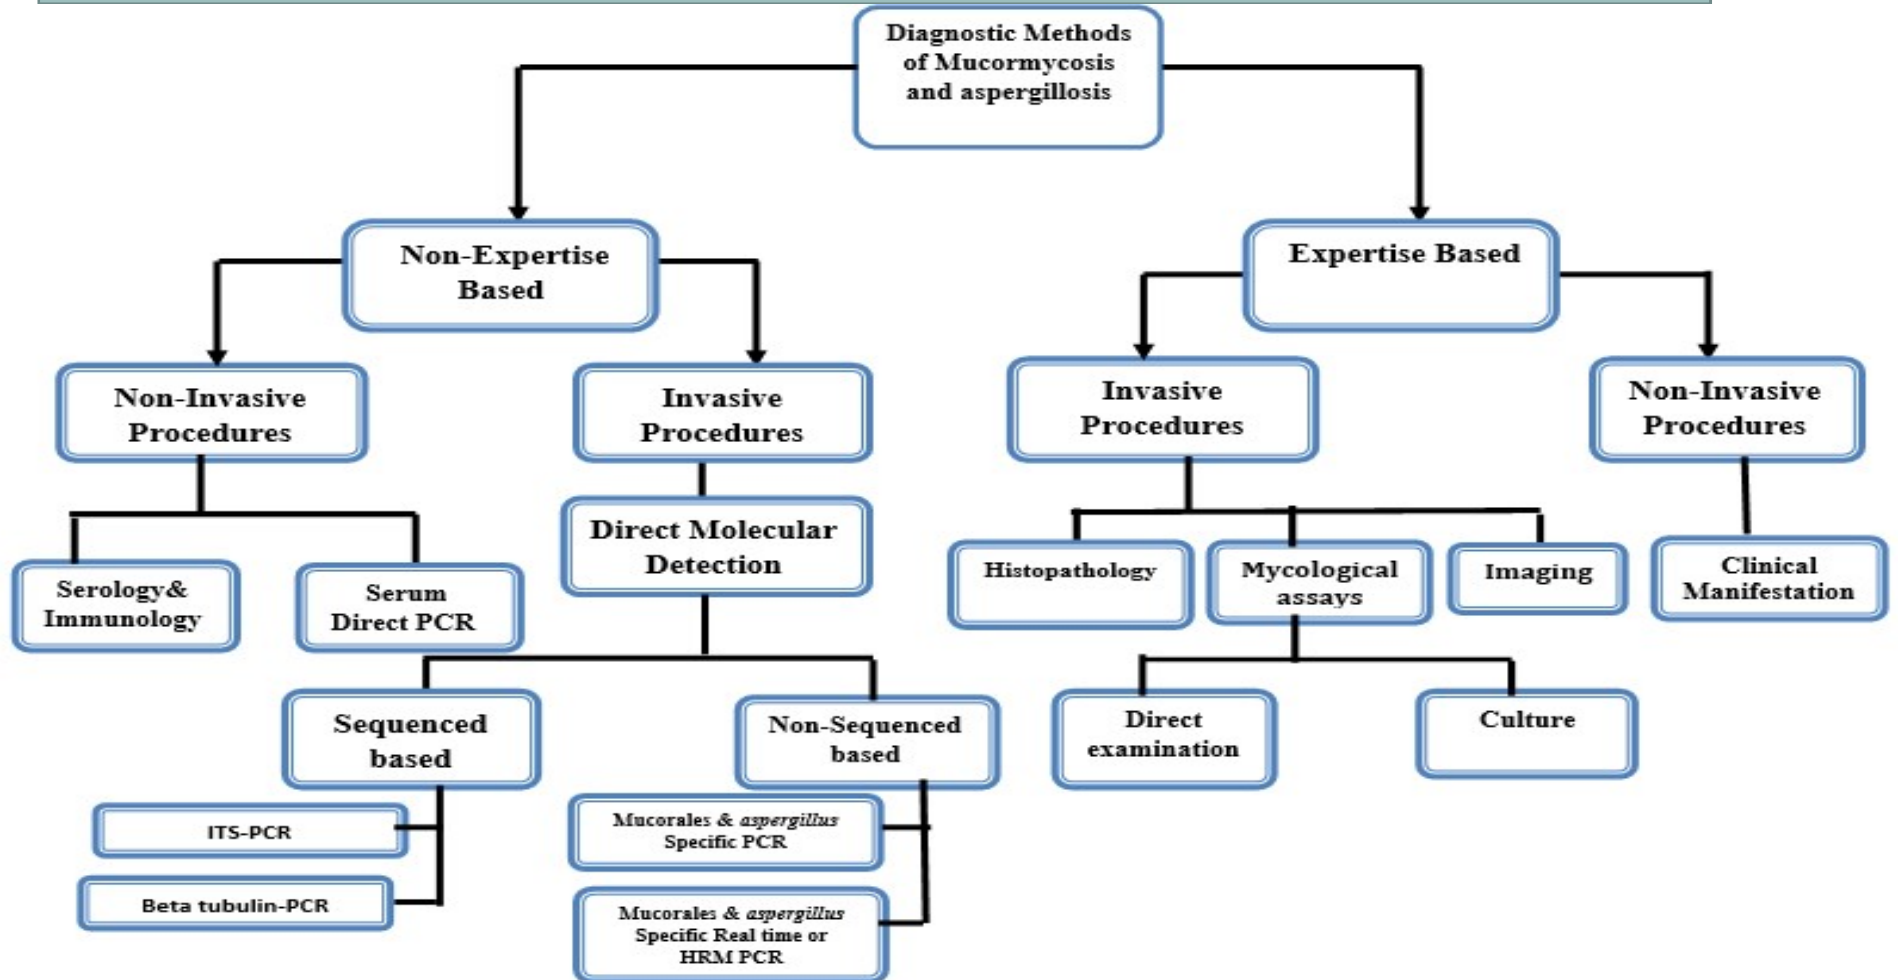 Diagnostic Methods
of Mucormycosis
and aspergillosis
Non-Expertise
Based
Expertise Based
Non-Invasive
Procedures
Invasive
Procedures
Invasive
Procedures
Non-Invasive
Procedures
Serology&
Immunology
Serum
Direct PCR
Direct Molecular
Detection
Histopathology
Mycological
assays
Imaging
Clinical
Manifestation
Sequenced
based
Non-Sequenced
based
Direct
examination
Culture
ITS-PCR
Beta tubulin-PCR
Mucorales & aspergillus
Specific PCR
Mucorales & aspergillus
Specific Real time or
HRM PCR